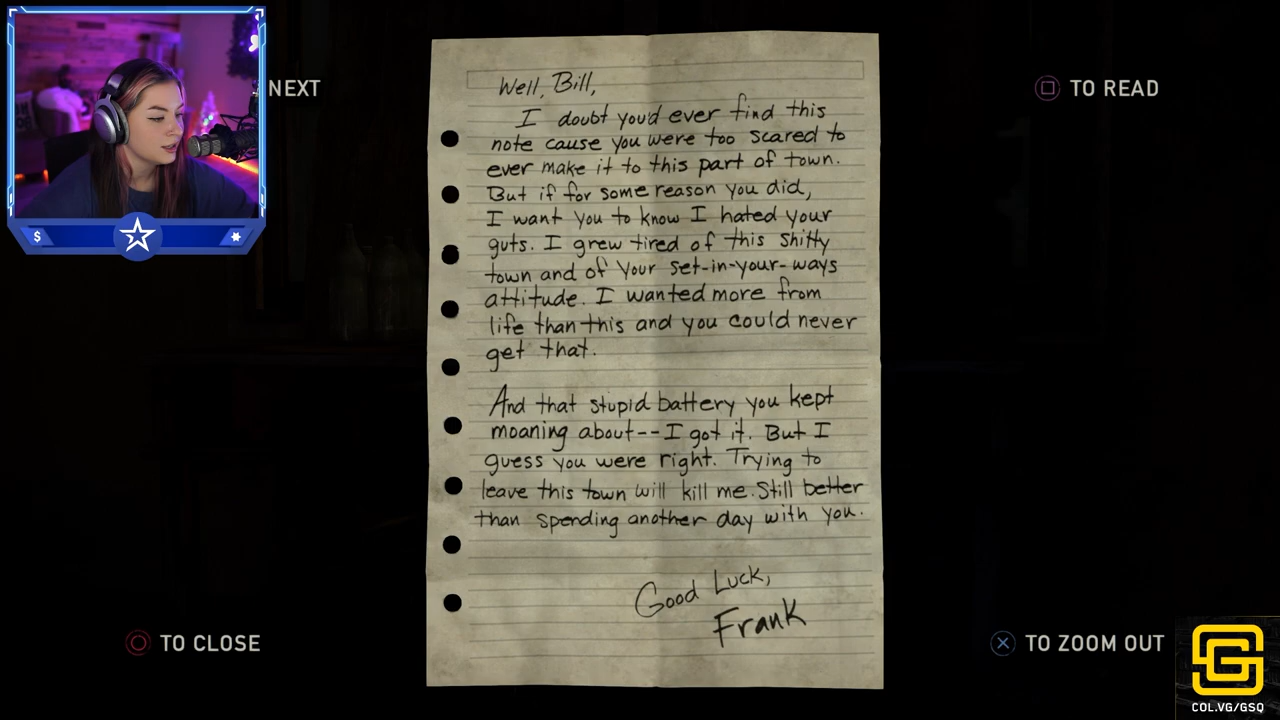 NEXT
TO READ
Well, Bill,
I doubt you'd ever find this
note cause you were too scared to
ever make it to this part of town.
But if for some reason you did,
I want you to know I hated your
guts. I grew tired of this shitty
town and of your set-in-your-ways
attitude. I wanted more from
life than this and you could never
get that.
And that stupid battery you kept
moaning about--I got it. But I
guess you were right. Trying to
leave this town will kill me. Still better
than spending another day with you.
Good Luck,
Frank
TO CLOSE
TO ZOOM OUT
COL.VG/GSQ